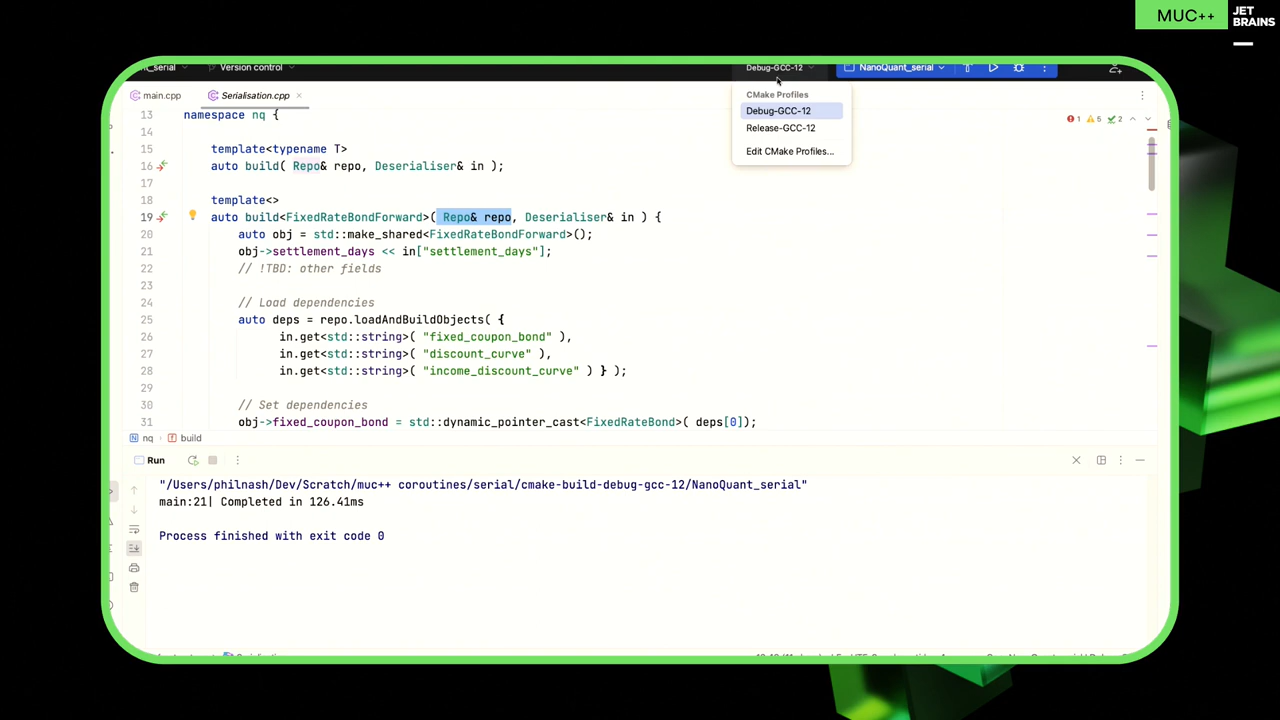 MUC++
JET
BRAINS
_serial
Version control
Debug-GCC-12
NanoQuant_serial
main.cpp
Serialisation.cpp
CMake Profiles
Debug-GCC-12
Release-GCC-12
Edit CMake Profiles...
1 5 2
13 namespace nq {
14
15 template<typename T>
16 auto build( Repo& repo, Deserialiser& in );
17
18 template<>
19 auto build<FixedRateBondForward>( Repo& repo, Deserialiser& in ) {
20 auto obj = std::make_shared<FixedRateBondForward>();
21 obj->settlement_days << in["settlement_days"];
22 // !TBD: other fields
23
24 // Load dependencies
25 auto deps = repo.loadAndBuildObjects( {
26 in.get<std::string>( "fixed_coupon_bond" ),
27 in.get<std::string>( "discount_curve" ),
28 in.get<std::string>( "income_discount_curve" ) } );
29
30 // Set dependencies
31 obj->fixed_coupon_bond = std::dynamic_pointer_cast<FixedRateBond>( deps[0]);
N nq f build
Run
"/Users/philnash/Dev/Scratch/muc++ coroutines/serial/cmake-build-debug-gcc-12/NanoQuant_serial"
main:21| Completed in 126.41ms
Process finished with exit code 0